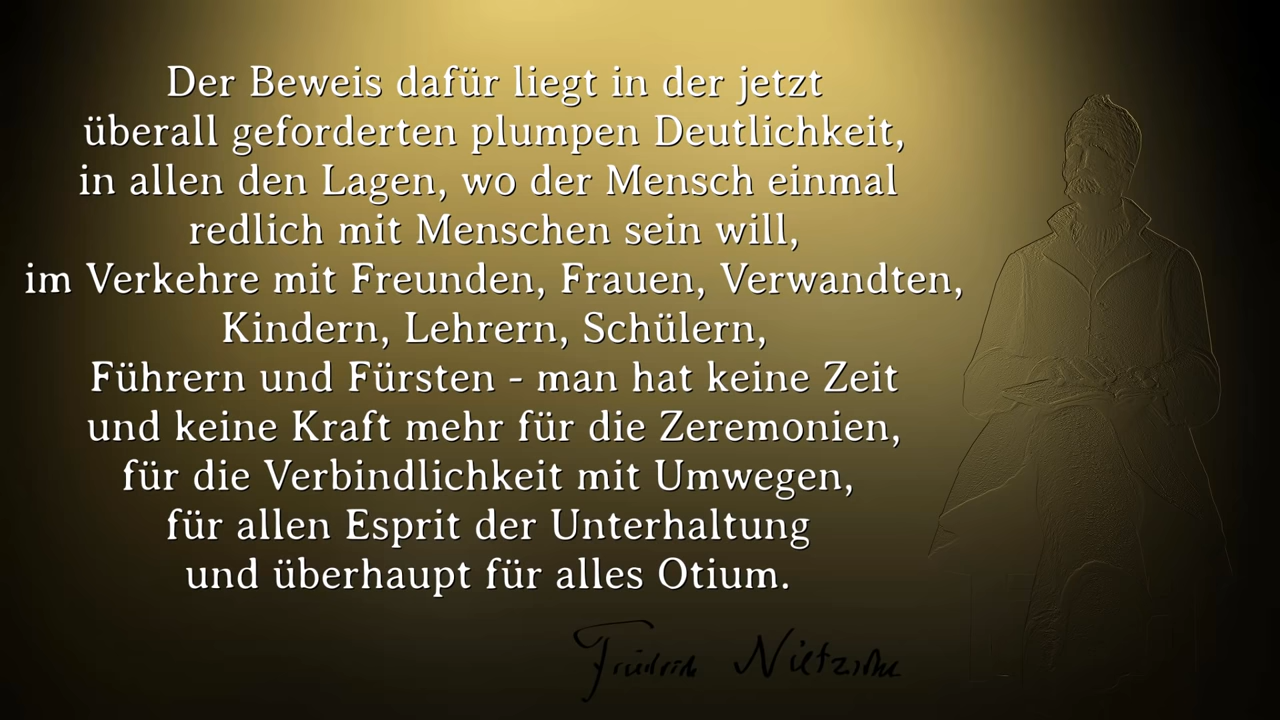 Der Beweis dafür liegt in der jetzt
überall geforderten plumpen Deutlichkeit,
in allen den Lagen, wo der Mensch einmal
redlich mit Menschen sein will,
im Verkehre mit Freunden, Frauen, Verwandten,
Kindern, Lehrern, Schülern,
Führern und Fürsten - man hat keine Zeit
und keine Kraft mehr für die Zeremonien,
für die Verbindlichkeit mit Umwegen,
für allen Esprit der Unterhaltung
und überhaupt für alles Otium.
Friedrich Nietzsche